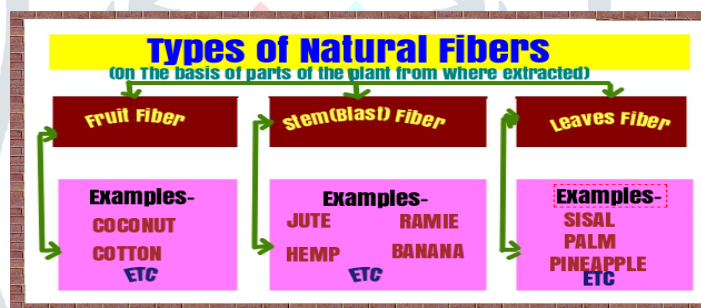 Types of Natural Fibers
(On The basis of parts of the plant from where extracted)
Fruit Fiber
Examples-
COCONUT
COTTON
ETC
Stem(Blast) Fiber
Examples-
JUTE RAMIE
HEMP BANANA
ETC
Leaves Fiber
Examples-
SISAL
PALM
PINEAPPLE
ETC